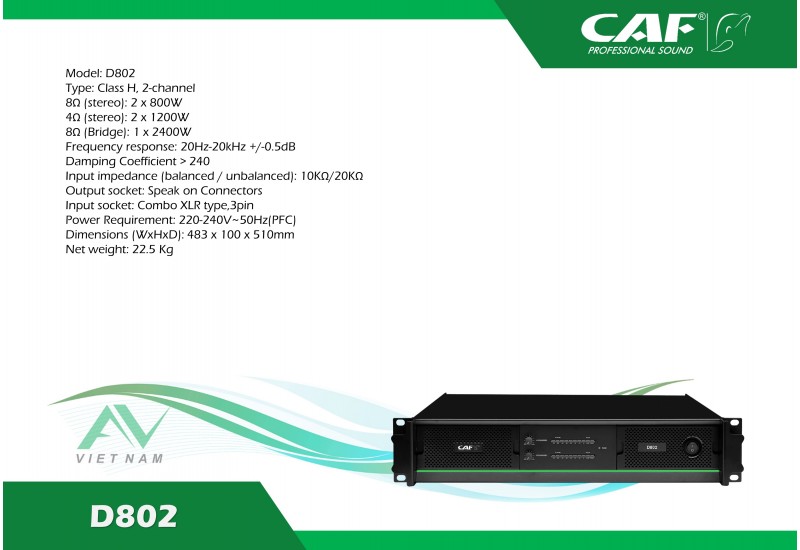 CAF®
PROFESSIONAL SOUND
Model: D802
Type: Class H, 2-channel
8Ω (stereo): 2 x 800W
4Ω (stereo): 2 x 1200W
8Ω (Bridge): 1 x 2400W
Frequency response: 20Hz-20kHz +/-0.5dB
Damping Coefficient > 240
Input impedance (balanced / unbalanced): 10KΩ/20KΩ
Output socket: Speak on Connectors
Input socket: Combo XLR type,3pin
Power Requirement: 220-240V~50Hz(PFC)
Dimensions (WxHxD): 483 x 100 x 510mm
Net weight: 22.5 Kg
AV
VIET NAM
CAF
D802
D802